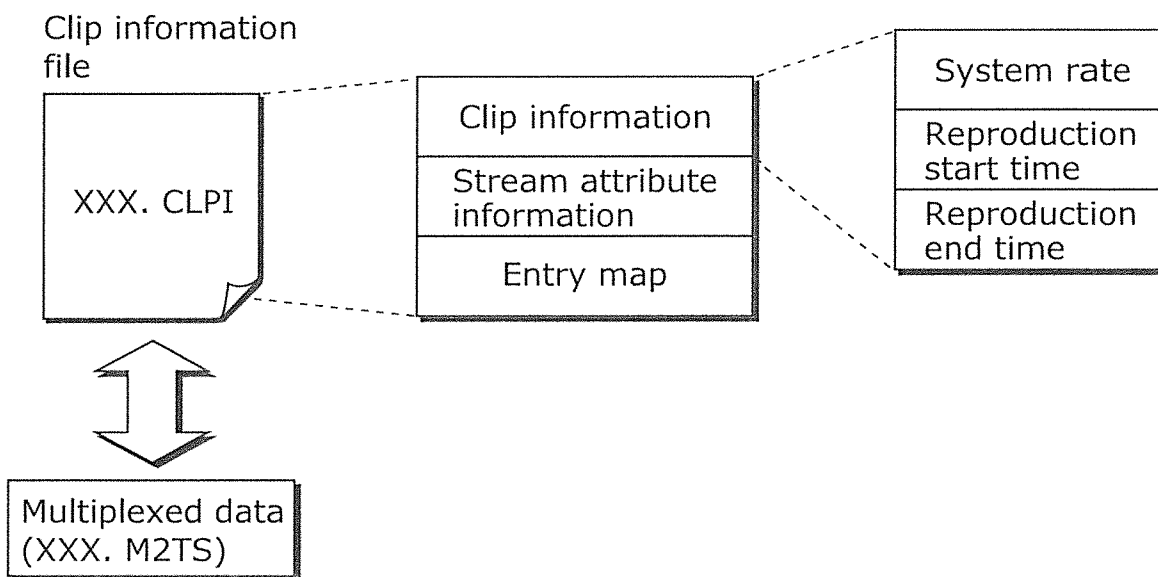 Clip information
file
XXX. CLPI
Multiplexed data
(XXX. M2TS)
Clip information
Stream attribute
information
Entry map
System rate
Reproduction
start time
Reproduction
end time